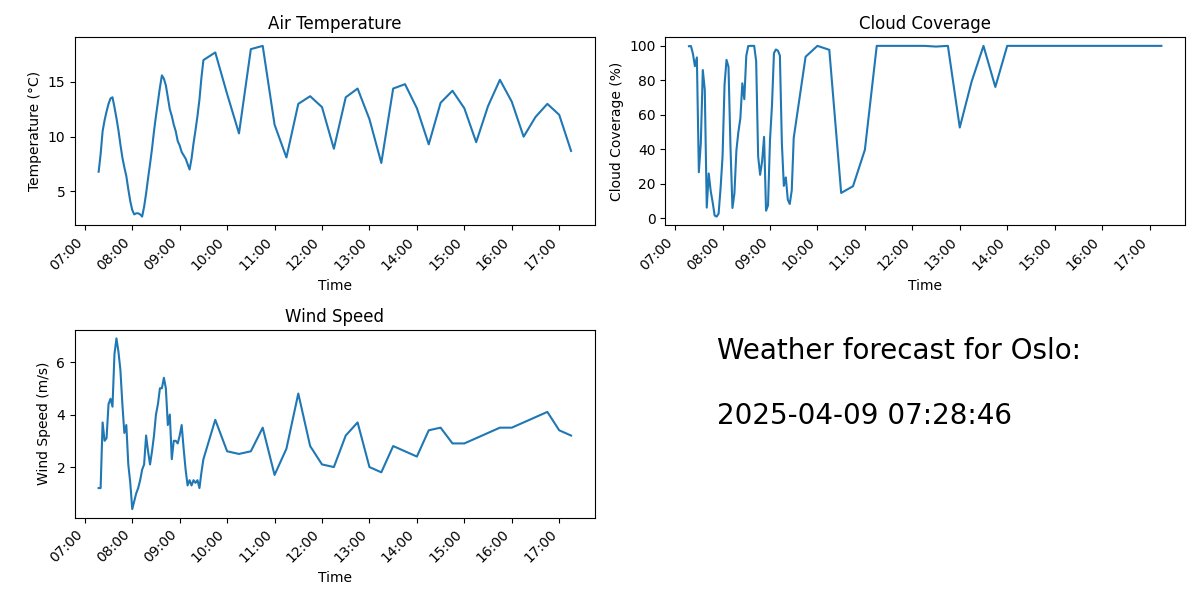 Air Temperature
Temperature (°C)
15
10
5
07:00 08:00 09:00 10:00 11:00 12:00 13:00 14:00 15:00 16:00 17:00
Time
Cloud Coverage
Cloud Coverage (%)
100
80
60
40
20
0
07:00 08:00 09:00 10:00 11:00 12:00 13:00 14:00 15:00 16:00 17:00
Time
Wind Speed
Wind Speed (m/s)
6
4
2
07:00 08:00 09:00 10:00 11:00 12:00 13:00 14:00 15:00 16:00 17:00
Time
Weather forecast for Oslo:
2025-04-09 07:28:46